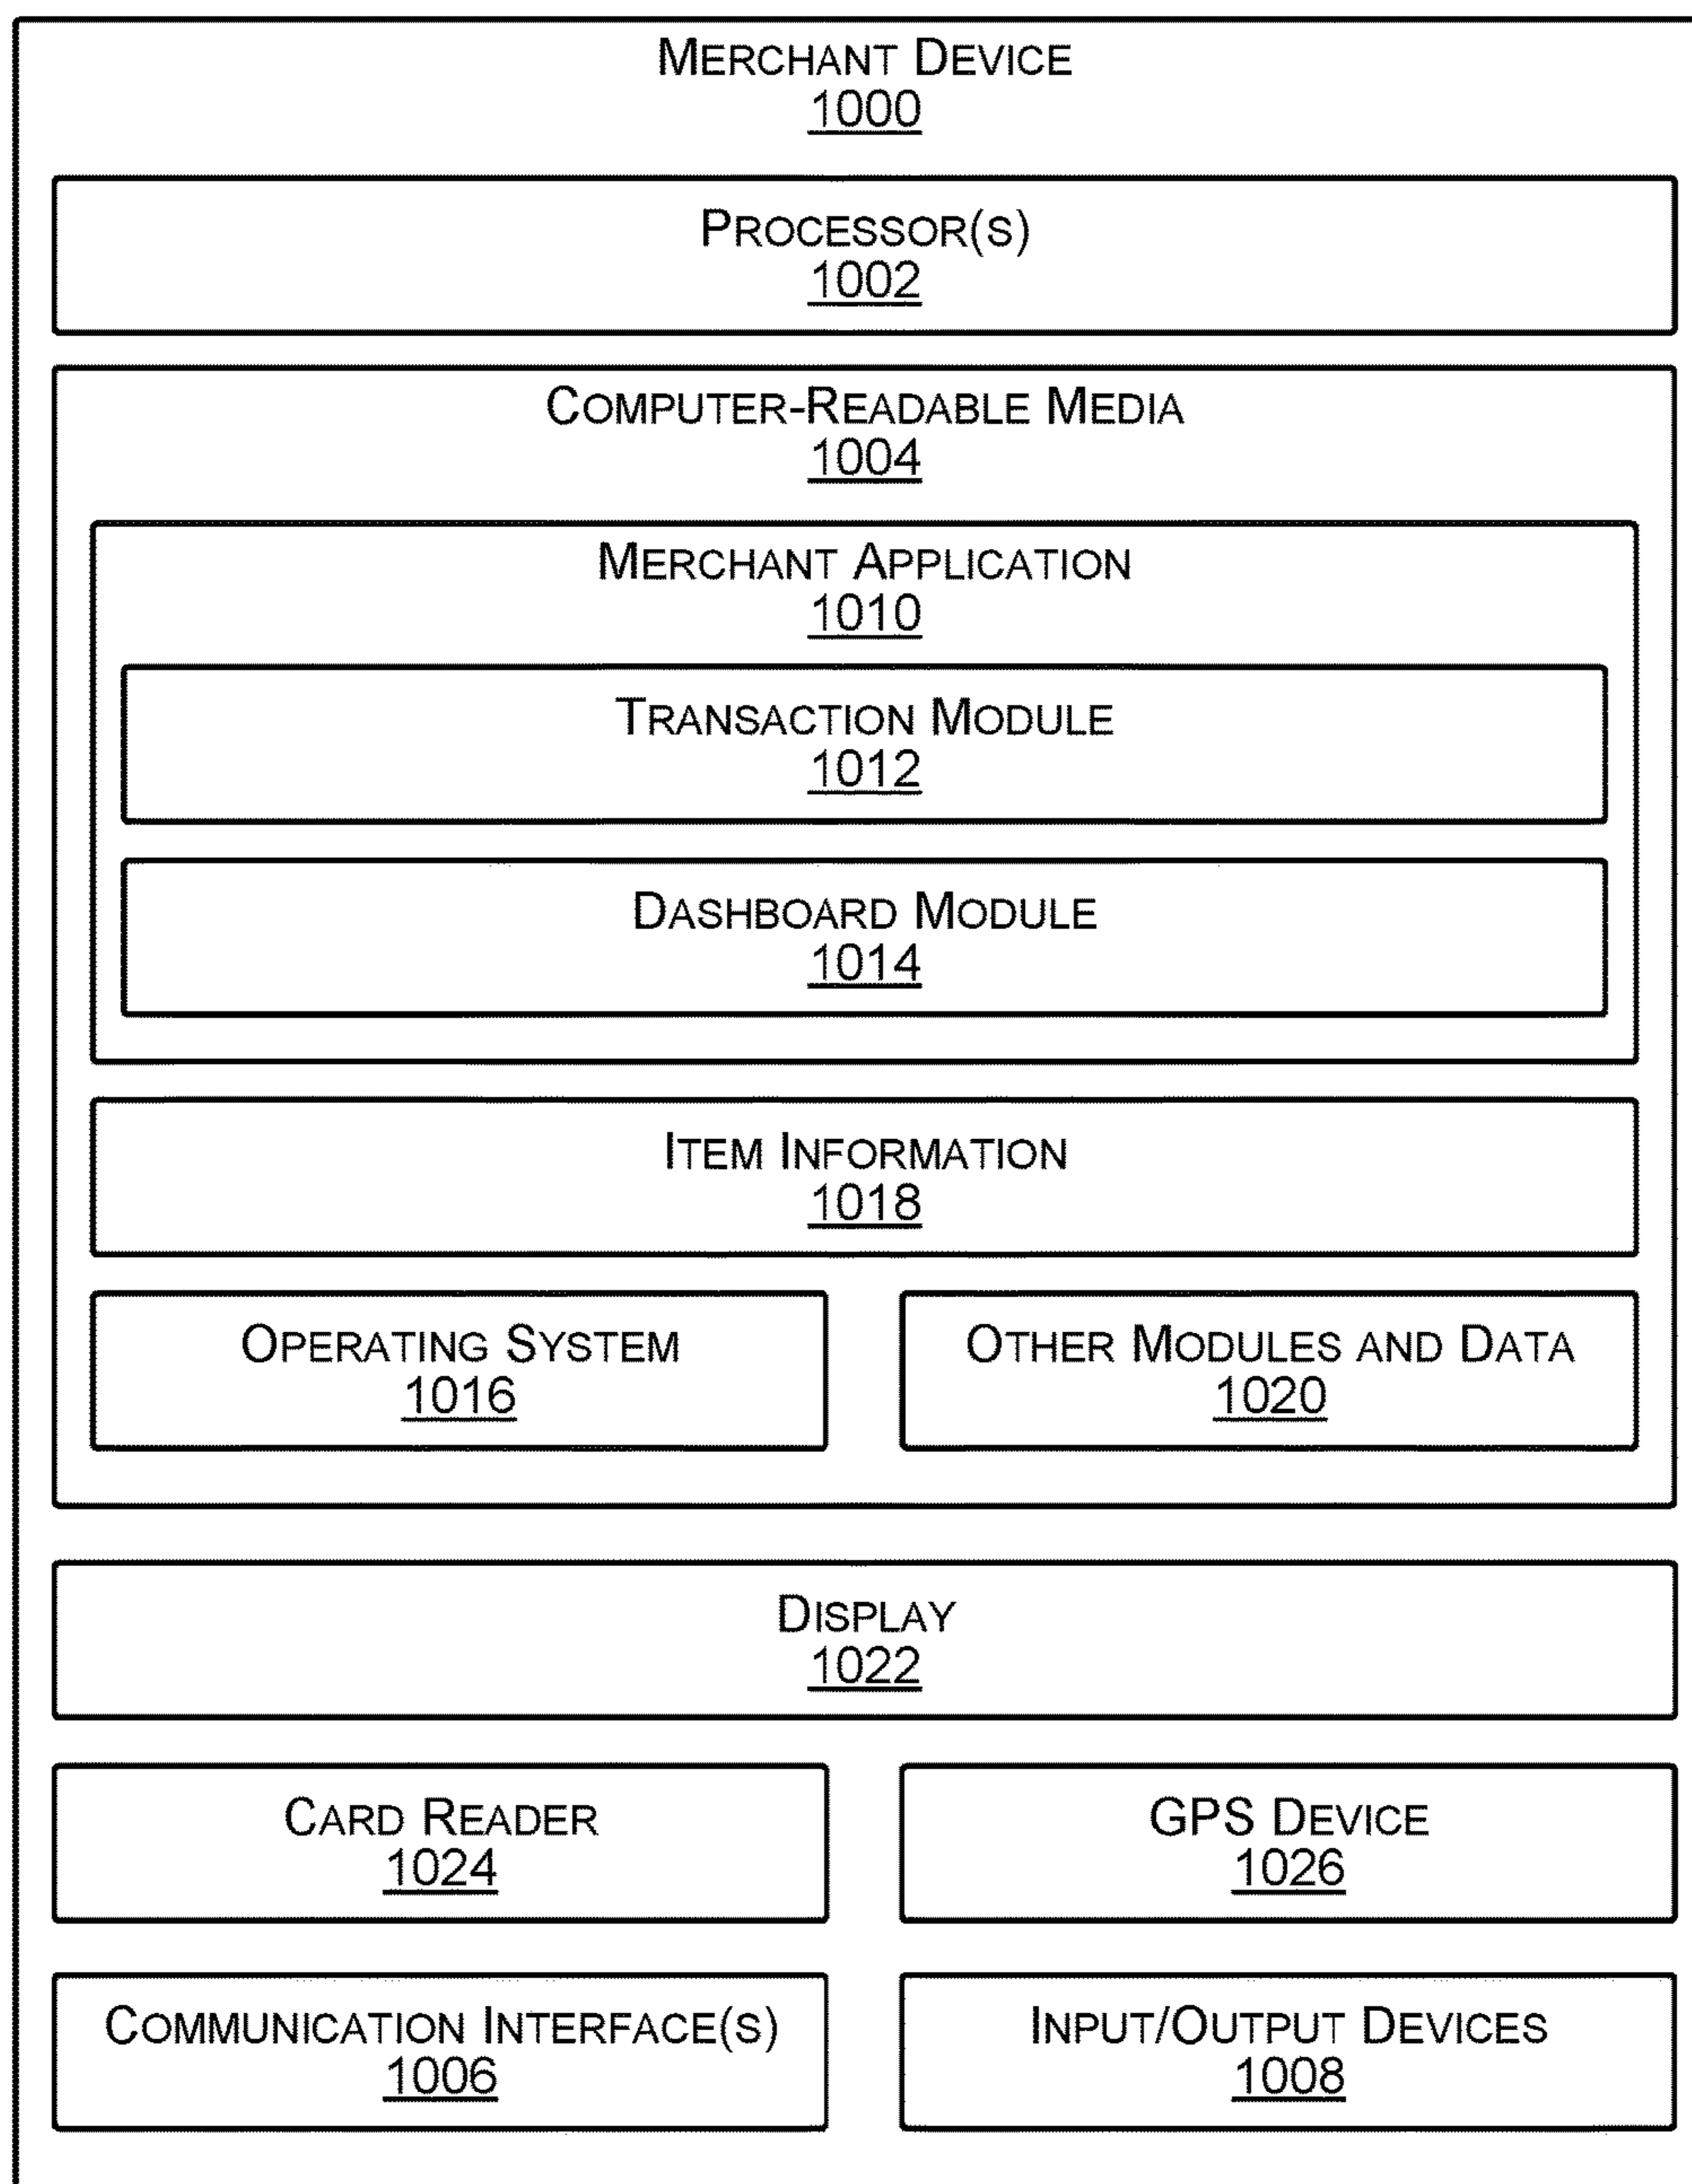 MERCHANT DEVICE
1000
PROCESSOR(S)
1002
COMPUTER-READABLE MEDIA
1004
MERCHANT APPLICATION
1010
TRANSACTION MODULE
1012
DASHBOARD MODULE
1014
ITEM INFORMATION
1018
OPERATING SYSTEM
1016
OTHER MODULES AND DATA
1020
DISPLAY
1022
CARD READER
1024
GPS DEVICE
1026
COMMUNICATION INTERFACE(S)
1006
INPUT/OUTPUT DEVICES
1008